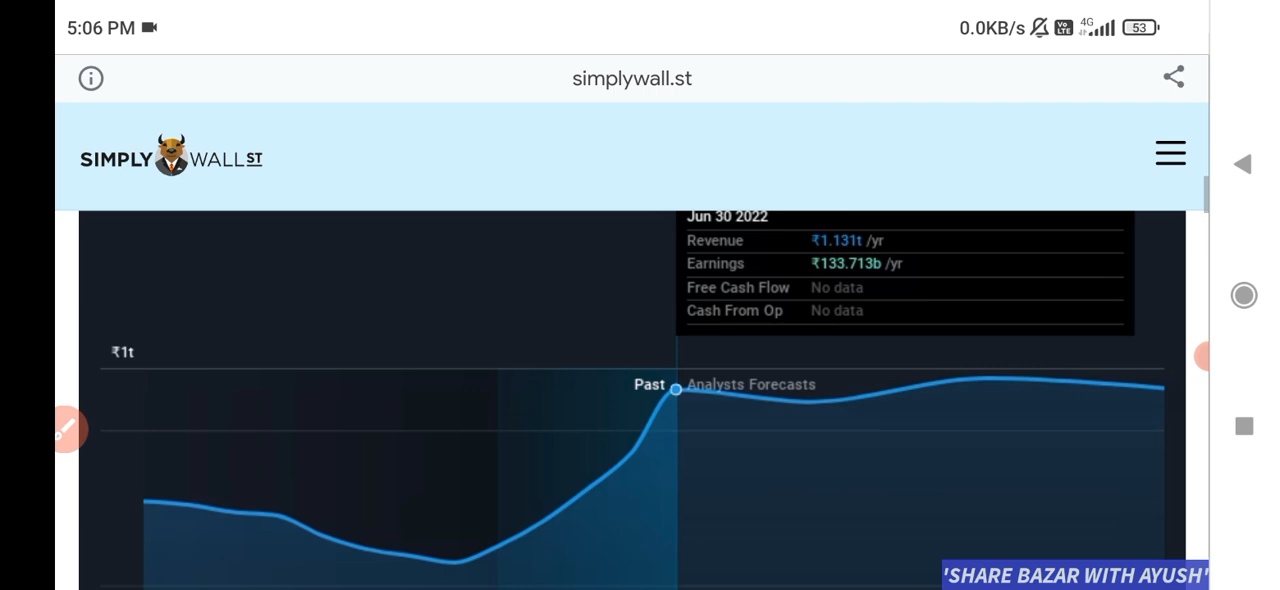 5:06 PM
0.0KB/s Vo LTE 4G 53
simplywall.st
SIMPLY WALL ST
Jun 30 2022
Revenue ₹1.131t /yr
Earnings ₹133.713b /yr
Free Cash Flow No data
Cash From Op No data
₹1t
Past Analysts Forecasts
'SHARE BAZAR WITH AYUSH'